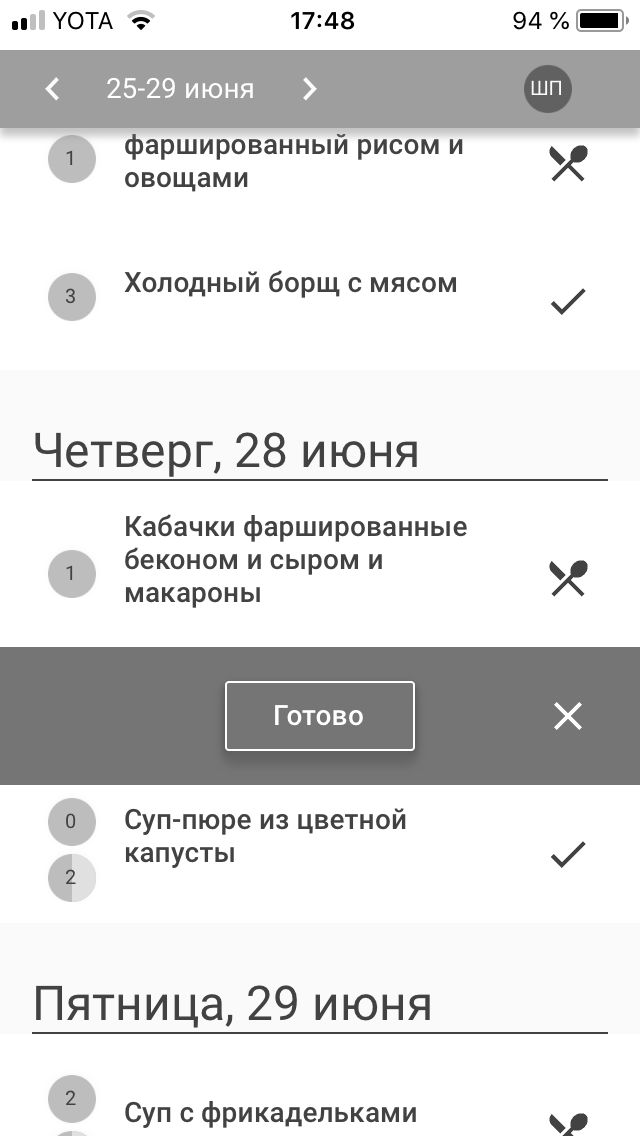 YOTA 17:48 94 %
25-29 июня ШП
1 фаршированный рисом и
овощами
3 Холодный борщ с мясом
Четверг, 28 июня
Кабачки фаршированные
1 беконом и сыром и
макароны
Готово
0 Суп-пюре из цветной
2 капусты
Пятница, 29 июня
2 Суп с фрикадельками